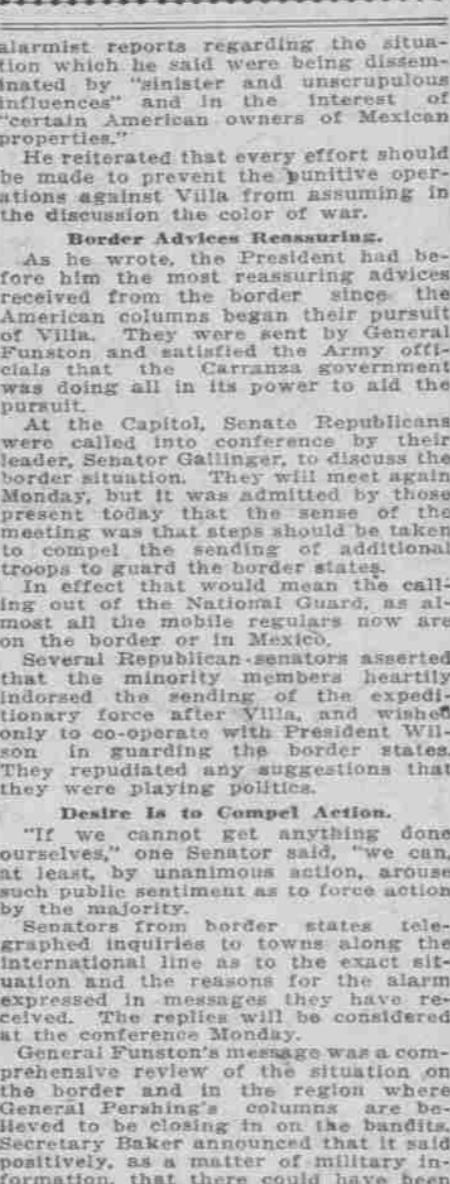 alarmist reports regarding the situa-
tion which he said were being dissem-
inated by "sinister and unscrupulous
influences" and in the interest of
"certain American owners of Mexican
properties."
He reiterated that every effort should
be made to prevent the punitive oper-
ations against Villa from assuming in
the discussion the color of war.
Border Advices Reassuring.
As he wrote, the President had be-
fore him the most reassuring advices
received from the border since the
American columns began their pursuit
of Villa. They were sent by General
Funston and satisfied the Army offi-
cials that the Carranza government
was doing all in its power to aid the
pursuit.
At the Capitol, Senate Republicans
were called into conference by their
leader, Senator Gallinger, to discuss the
border situation. They will meet again
Monday, but it was admitted by those
present today that the sense of the
meeting was that steps should be taken
to compel the sending of additional
troops to guard the border states.
In effect that would mean the call-
ing out of the National Guard, as al-
most all the mobile regulars now are
on the border or in Mexico.
Several Republican senators asserted
that the minority members heartily
indorsed the sending of the expedi-
tionary force after Villa, and wished
only to co-operate with President Wil-
son in guarding the border states.
They repudiated any suggestions that
they were playing politics.
Desire Is to Compel Action.
"If we cannot get anything done
ourselves," one Senator said, "we can,
at least, by unanimous action, arouse
such public sentiment as to force action
by the majority.
Senators from border states tele-
graphed inquiries to towns along the
international line as to the exact sit-
uation and the reasons for the alarm
expressed in messages they have re-
ceived. The replies will be considered
at the conference Monday.
General Funston's message was a com-
prehensive review of the situation on
the border and in the region where
General Pershing's columns are be-
lieved to be closing in on the bandits.
Secretary Baker announced that it said
positively, as a matter of military in-
formation, that there could have been